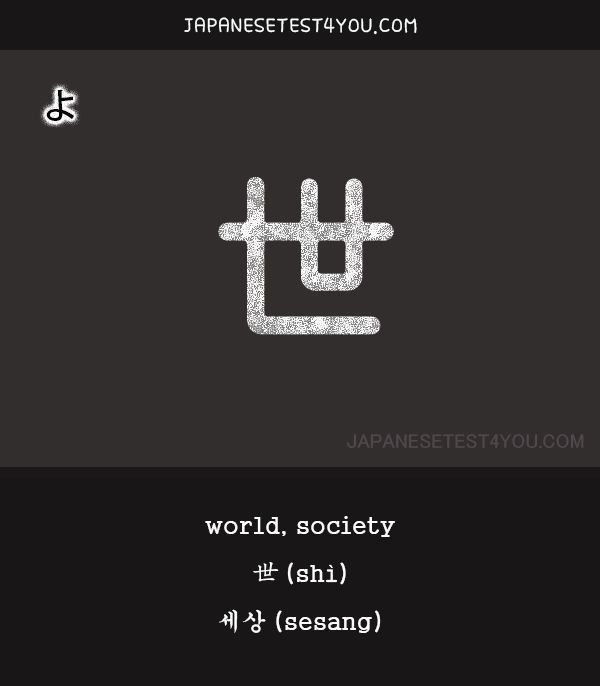 JAPANESETEST4YOU.COM
よ
世
JAPANESETEST4YOU.COM
world, society
世 (shì)
세상 (sesang)